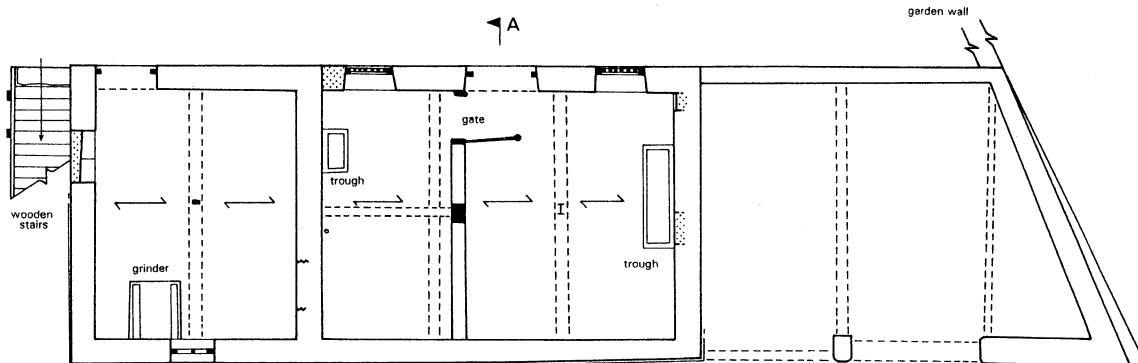 garden wall
A
gate
trough
wooden
stairs
grinder
trough